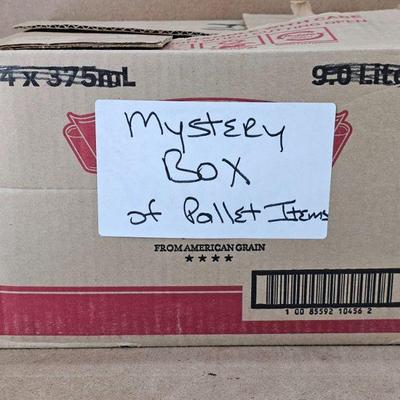 4 x 375mL
9.0 Lite
Mystery
Box
of Pallet Items
FROM AMERICAN GRAIN
1 00 85592 10456 2